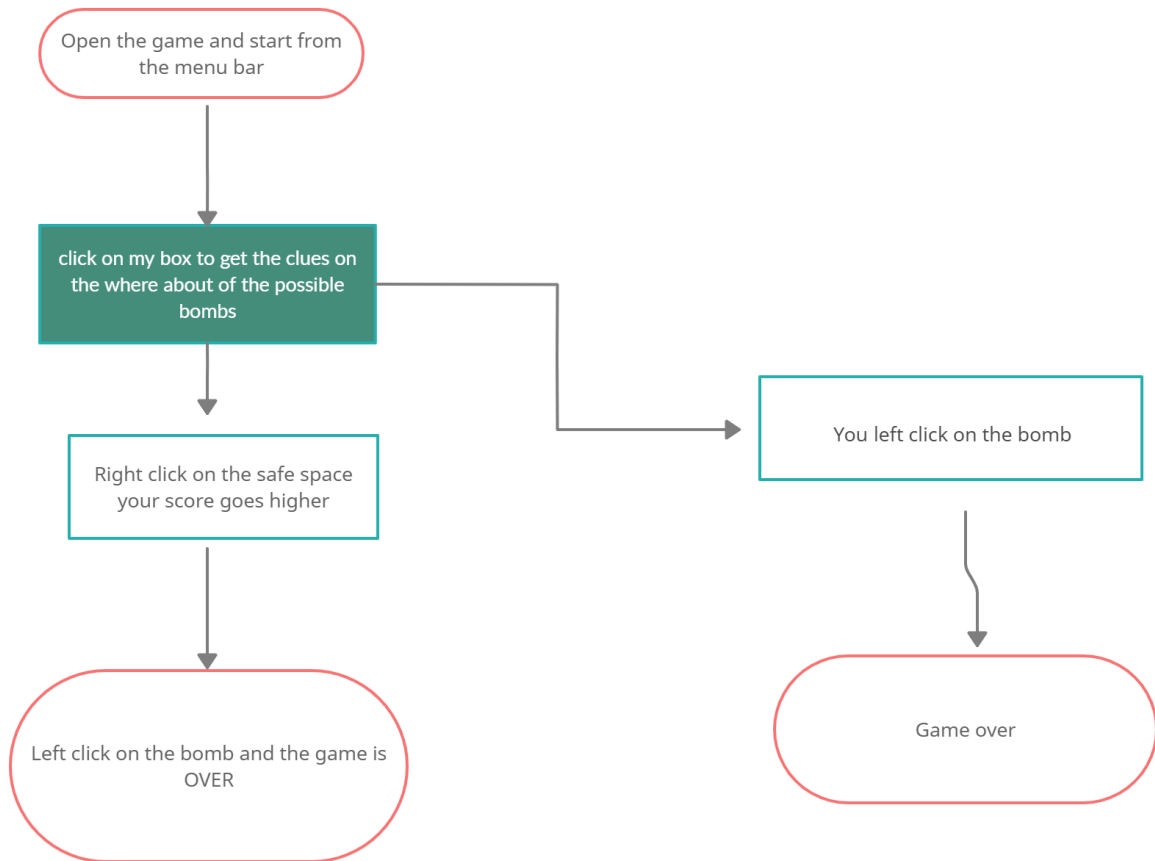 Open the game and start from
the menu bar
click on my box to get the clues on
the where about of the possible
bombs
Right click on the safe space
your score goes higher
You left click on the bomb
Left click on the bomb and the game is
OVER
Game over